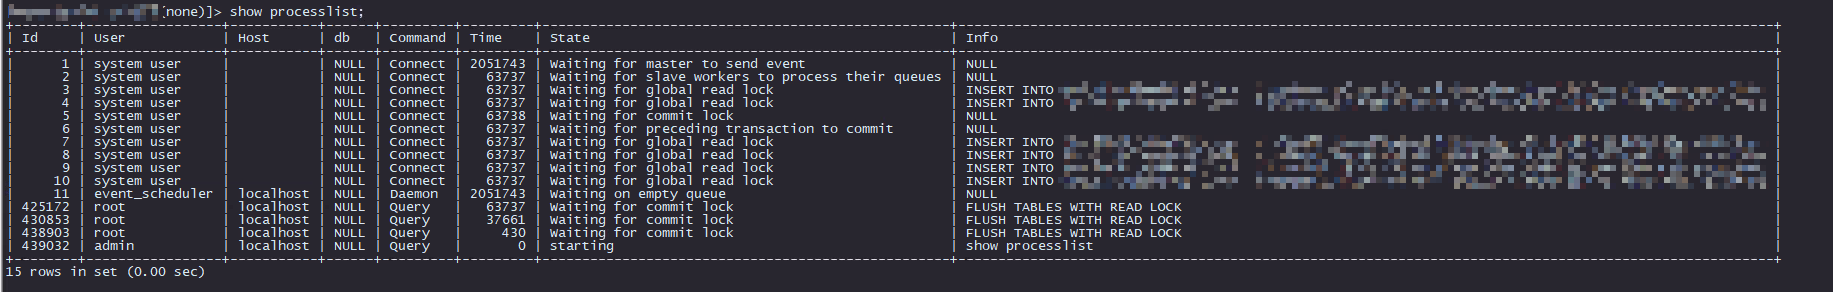 (none)]> show processlist;
| Id | User | Host | db | Command | Time | State | Info |
| 1 | system user | | NULL | Connect | 2051743 | Waiting for master to send event | NULL |
| 2 | system user | | NULL | Connect | 63737 | Waiting for slave workers to process their queues | NULL |
| 3 | system user | | NULL | Connect | 63737 | Waiting for global read lock | INSERT INTO
| 4 | system user | | NULL | Connect | 63737 | Waiting for global read lock | INSERT INTO
| 5 | system user | | NULL | Connect | 63738 | Waiting for commit lock | NULL |
| 6 | system user | | NULL | Connect | 63737 | Waiting for preceding transaction to commit | NULL |
| 7 | system user | | NULL | Connect | 63737 | Waiting for global read lock | INSERT INTO
| 8 | system user | | NULL | Connect | 63737 | Waiting for global read lock | INSERT INTO
| 9 | system user | | NULL | Connect | 63737 | Waiting for global read lock | INSERT INTO
| 10 | system user | | NULL | Connect | 63737 | Waiting for global read lock | INSERT INTO
| 11 | event_scheduler | localhost | NULL | Daemon | 2051743 | Waiting on empty queue | NULL |
| 425172 | root | localhost | NULL | Query | 63737 | Waiting for commit lock | FLUSH TABLES WITH READ LOCK |
| 430853 | root | localhost | NULL | Query | 37661 | Waiting for commit lock | FLUSH TABLES WITH READ LOCK |
| 438903 | root | localhost | NULL | Query | 430 | Waiting for commit lock | FLUSH TABLES WITH READ LOCK |
| 439032 | admin | localhost | NULL | Query | 0 | starting | show processlist |
15 rows in set (0.00 sec)